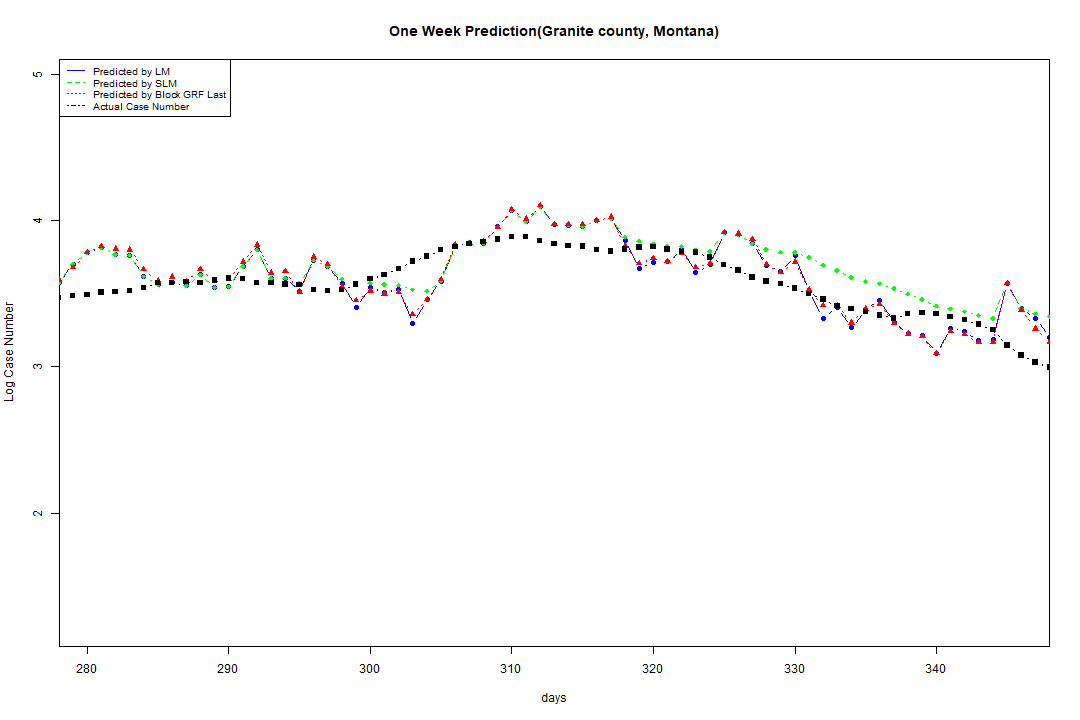 One Week Prediction(Granite county, Montana)
Predicted by LM
Predicted by SLM
Predicted by Block GRF Last
Actual Case Number
5
4
3
2
Log Case Number
280 290 300 310 320 330 340
days